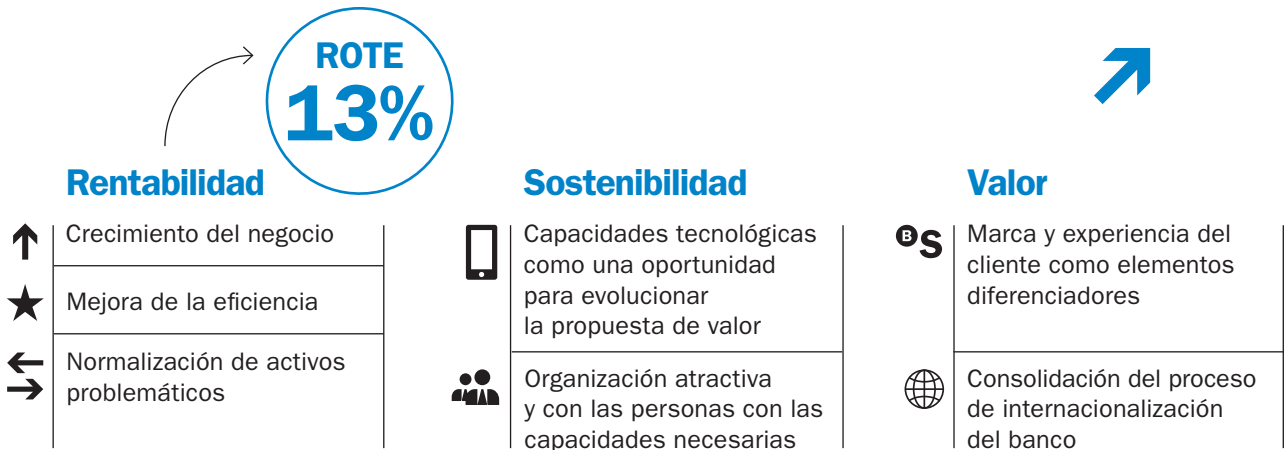 ROTE
13%
Rentabilidad
Crecimiento del negocio
Mejora de la eficiencia
Normalización de activos
problemáticos
Sostenibilidad
Capacidades tecnológicas
como una oportunidad
para evolucionar
la propuesta de valor
Organización atractiva
y con las personas con las
capacidades necesarias
Valor
BS
Marca y experiencia del
cliente como elementos
diferenciadores
Consolidación del proceso
de internacionalización
del banco